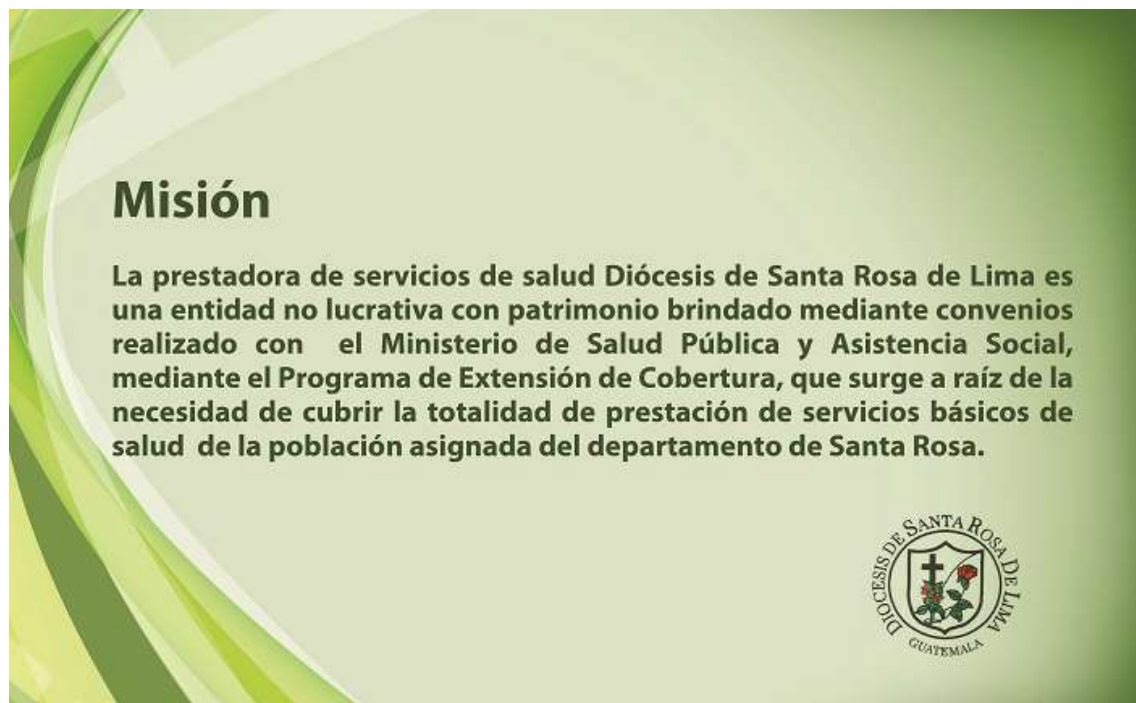 Misión
La prestadora de servicios de salud Diócesis de Santa Rosa de Lima es
una entidad no lucrativa con patrimonio brindado mediante convenios
realizado con el Ministerio de Salud Pública y Asistencia Social,
mediante el Programa de Extensión de Cobertura, que surge a raíz de la
necesidad de cubrir la totalidad de prestación de servicios básicos de
salud de la población asignada del departamento de Santa Rosa.
DIOCESIS DE SANTA ROSA DE LIMA
GUATEMALA